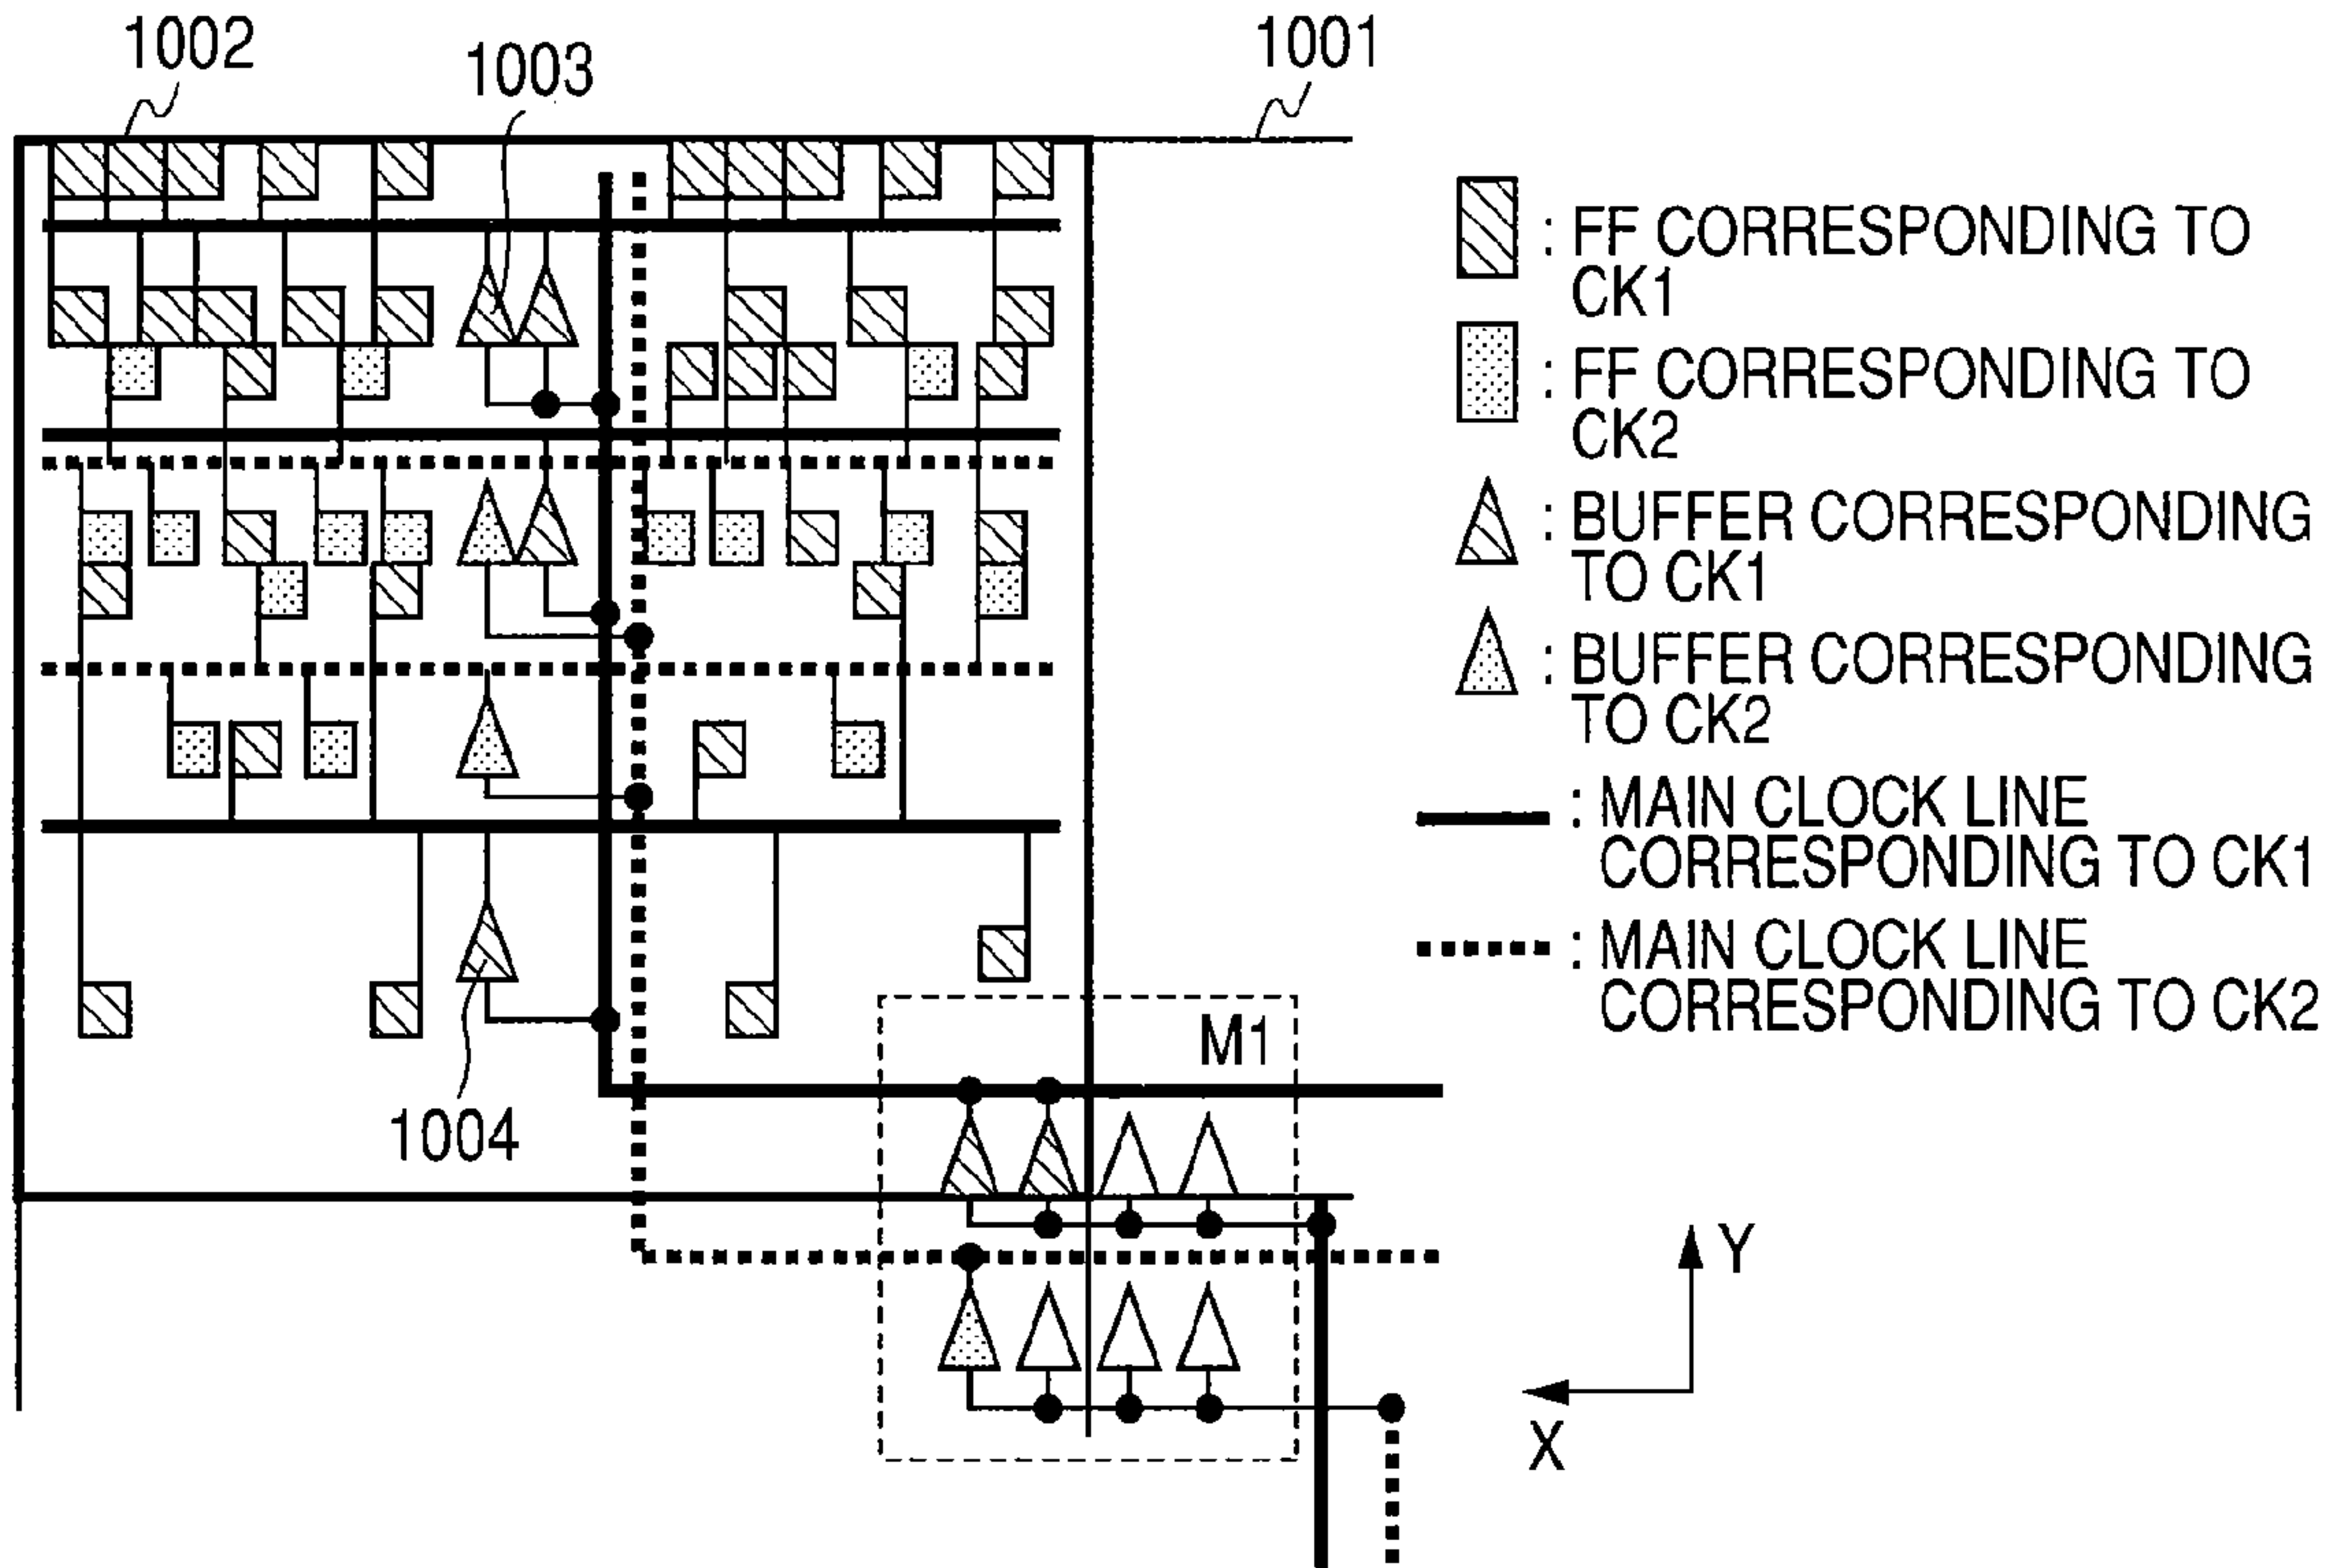 1002
1003
1001
: FF CORRESPONDING TO
CK1
: FF CORRESPONDING TO
CK2
: BUFFER CORRESPONDING
TO CK1
: BUFFER CORRESPONDING
TO CK2
: MAIN CLOCK LINE
CORRESPONDING TO CK1
: MAIN CLOCK LINE
CORRESPONDING TO CK2
M1
1004
Y
X